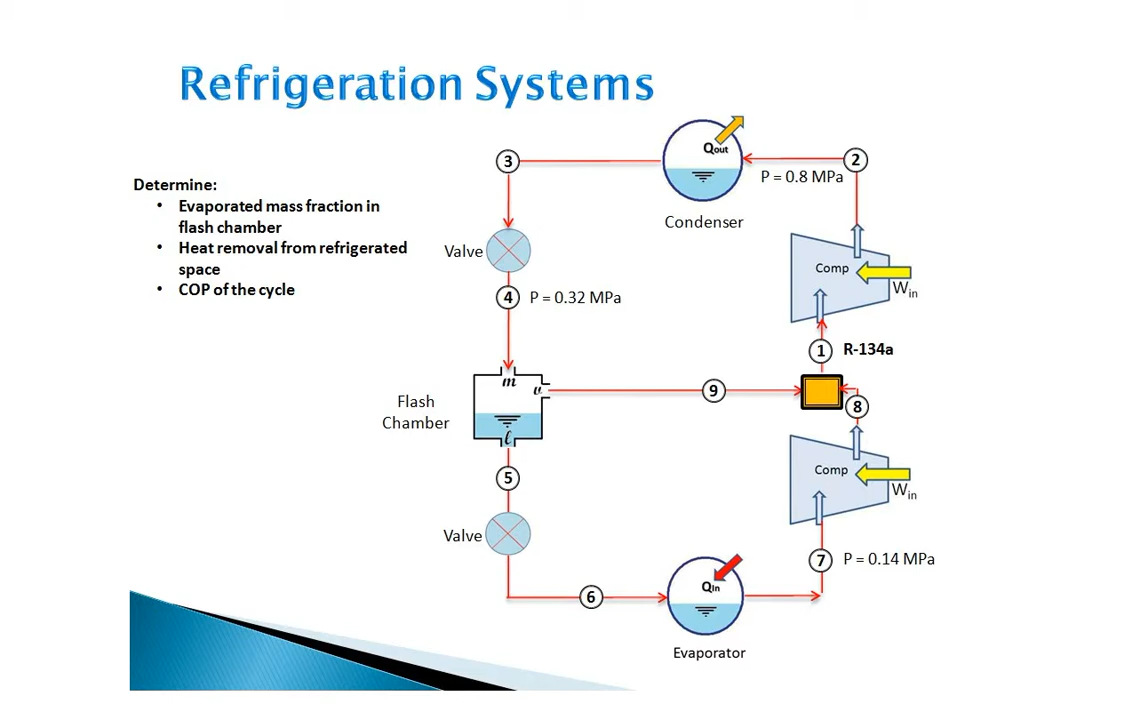 Refrigeration Systems
Determine:
• Evaporated mass fraction in
flash chamber
• Heat removal from refrigerated
space
• COP of the cycle
3
Qout
2
P = 0.8 MPa
Condenser
Valve
Comp
Win
4 P = 0.32 MPa
1 R-134a
m
v
9
8
Flash
Chamber
ℓ
Comp
Win
5
Valve
7 P = 0.14 MPa
QIn
6
Evaporator